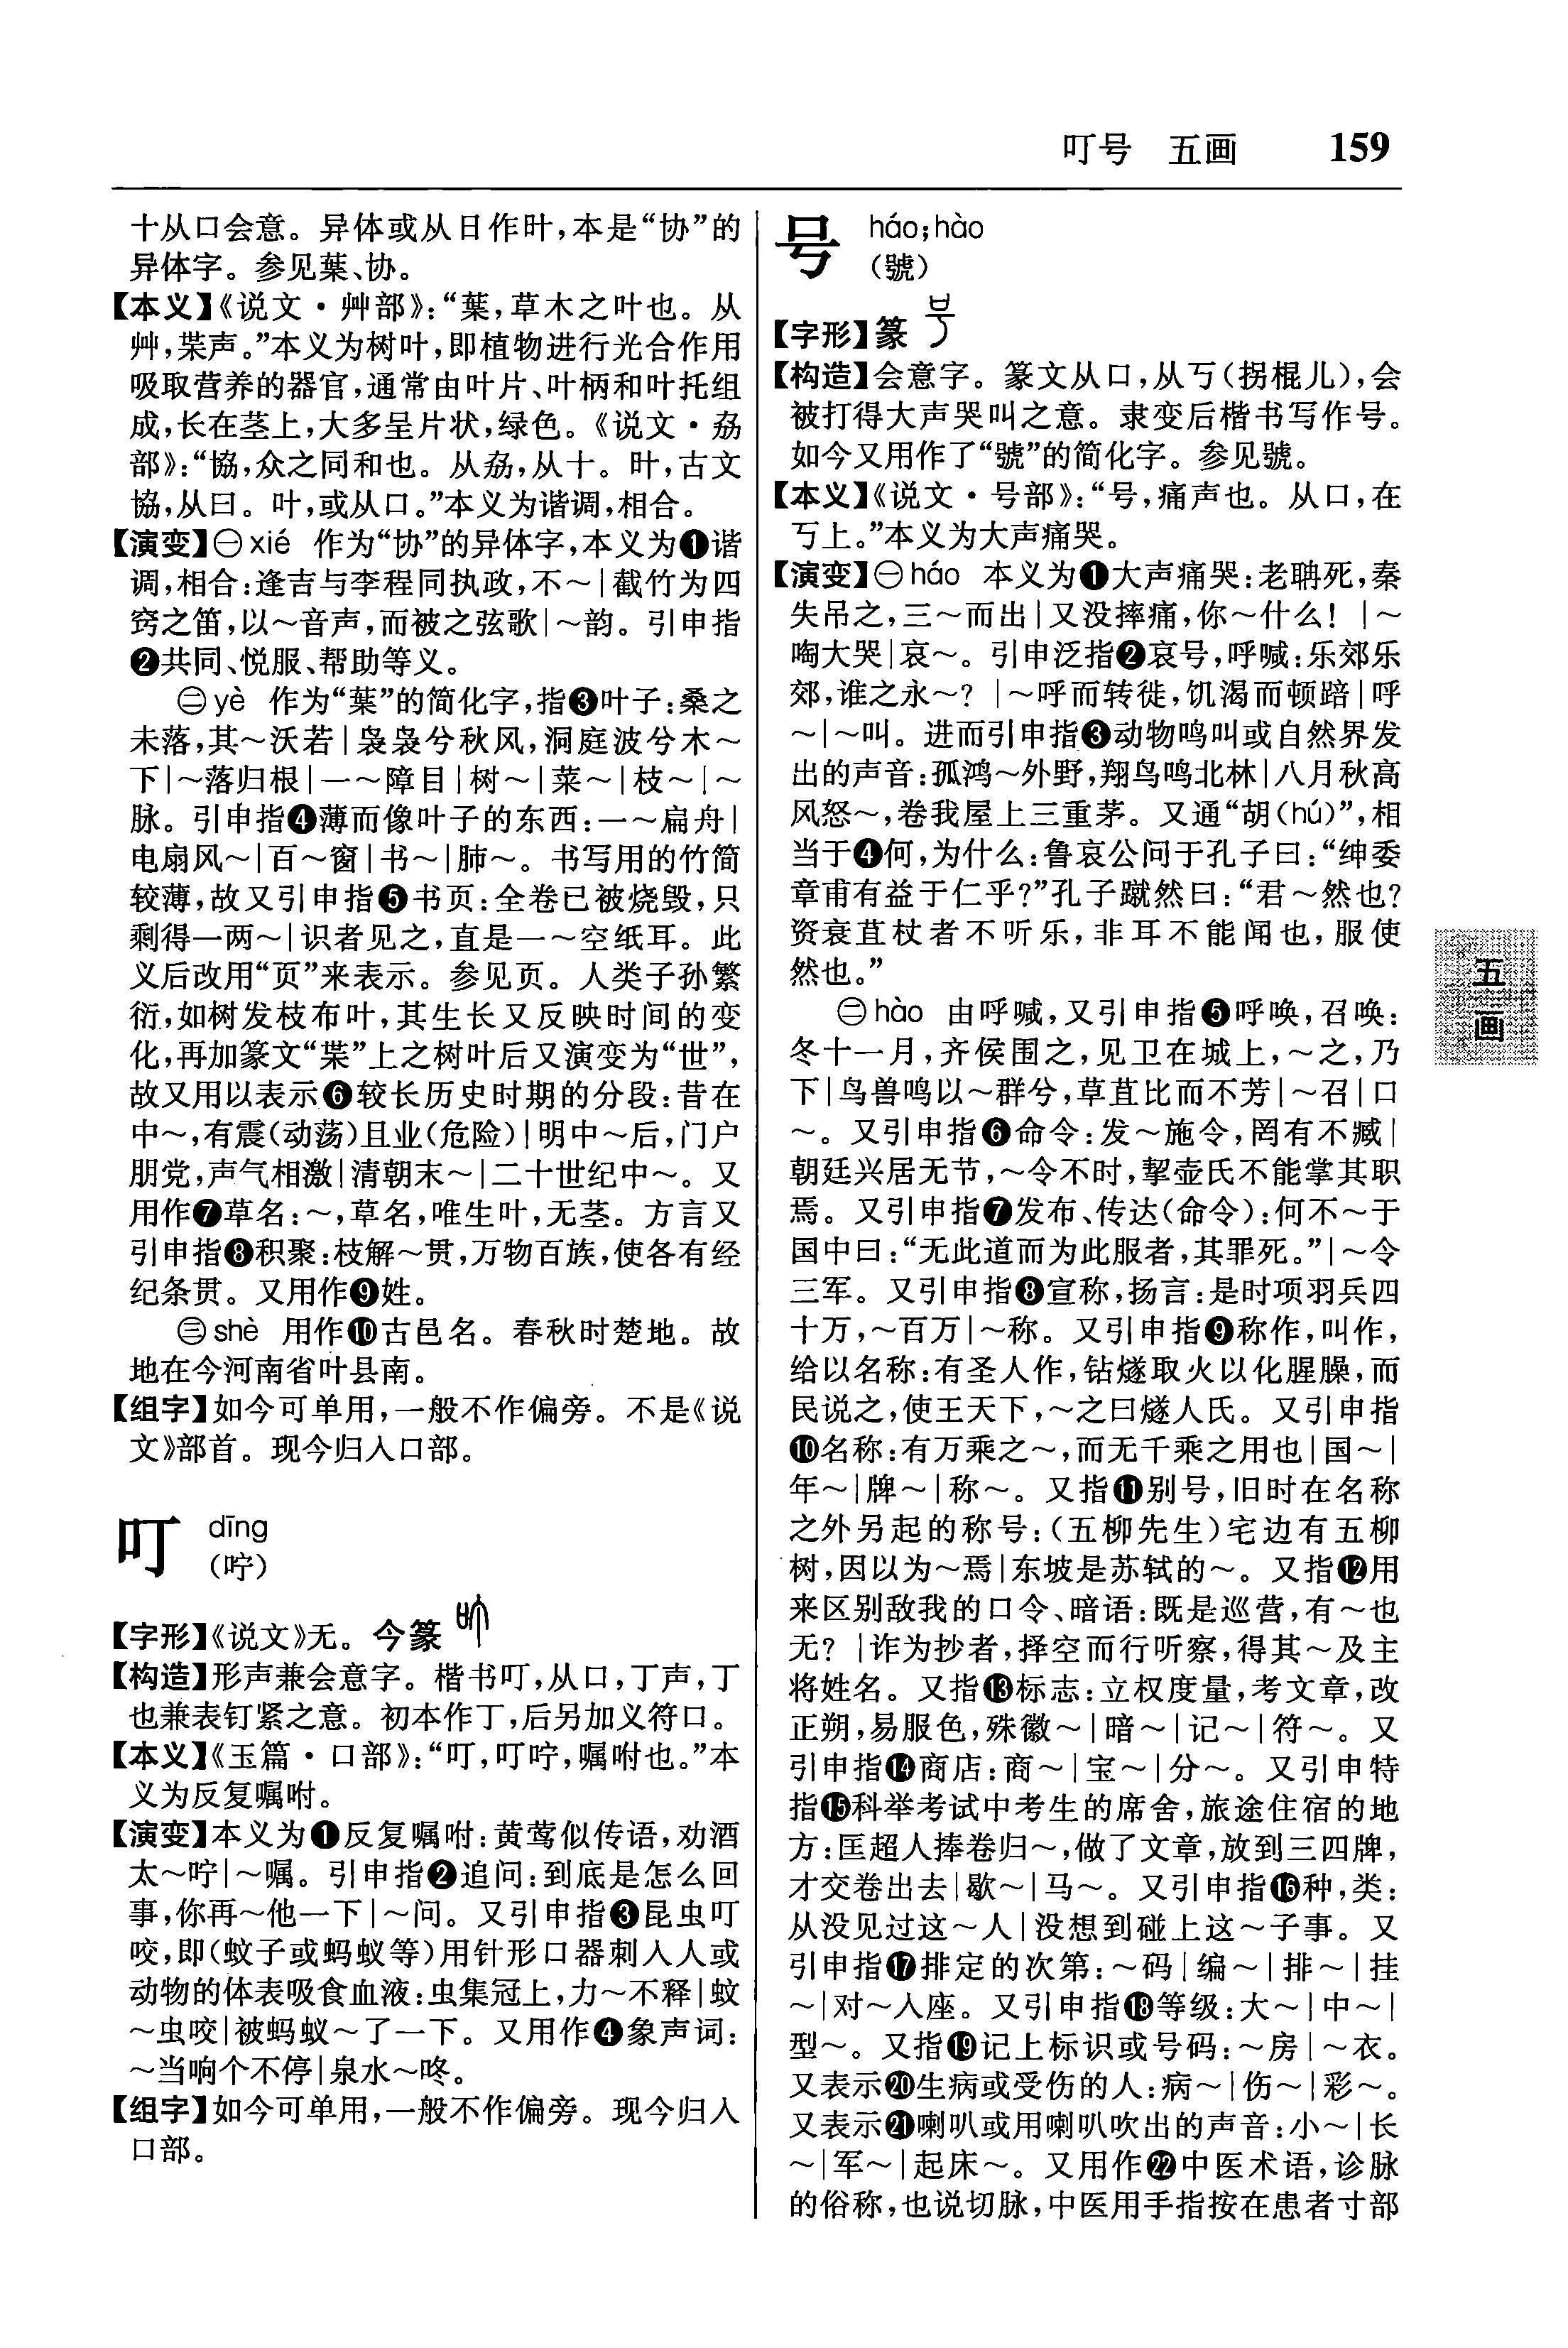 叮号　五画　159
十从口会意。异体或从日作旪,本是“协”的
异体字。参见葉、协。
【本义】《说文·艸部》：“葉,草木之叶也。从
艸,枼声。”本义为树叶,即植物进行光合作用
吸取营养的器官,通常由叶片、叶柄和叶托组
成,长在茎上,大多呈片状,绿色。《说文·劦
部》：“協,众之同和也。从劦,从十。旪,古文
協,从曰。叶,或从口。”本义为谐调,相合。
【演变】㊀xié 作为“协”的异体字,本义为❶谐
调,相合：逢吉与李程同执政,不～|截竹为四
窍之笛,以～音声,而被之弦歌|～韵。引申指
❷共同、悦服、帮助等义。
㊁yè 作为“葉”的简化字,指❸叶子：桑之
未落,其～沃若|袅袅兮秋风,洞庭波兮木～
下|～落归根|一～障目|树～|菜～|枝～|～
脉。引申指❹薄而像叶子的东西：一～扁舟|
电扇风～|百～窗|书～|肺～。书写用的竹简
较薄,故又引申指❺书页：全卷已被烧毁,只
剩得一两～|识者见之,直是一～空纸耳。此
义后改用“页”来表示。参见页。人类子孙繁
衍,如树发枝布叶,其生长又反映时间的变
化,再加篆文“枼”上之树叶后又演变为“世”,
故又用以表示❻较长历史时期的分段：昔在
中～,有震(动荡)且业(危险)|明中～后,门户
朋党,声气相激|清朝末～|二十世纪中～。又
用作❼草名：～,草名,唯生叶,无茎。方言又
引申指❽积聚：枝解～贯,万物百族,使各有经
纪条贯。又用作❾姓。
㊂shè 用作❿古邑名。春秋时楚地。故
地在今河南省叶县南。
【组字】如今可单用,一般不作偏旁。不是《说
文》部首。现今归入口部。
叮 dīng
(咛)
【字形】《说文》无。今篆
【构造】形声兼会意字。楷书叮,从口,丁声,丁
也兼表钉紧之意。初本作丁,后另加义符口。
【本义】《玉篇·口部》：“叮,叮咛,嘱咐也。”本
义为反复嘱咐。
【演变】本义为❶反复嘱咐：黄莺似传语,劝酒
太～咛|～嘱。引申指❷追问：到底是怎么回
事,你再～他一下|～问。又引申指❸昆虫叮
咬,即(蚊子或蚂蚁等)用针形口器刺入人或
动物的体表吸食血液：虫集冠上,力～不释|蚊
～虫咬|被蚂蚁～了一下。又用作❹象声词：
～当响个不停|泉水～咚。
【组字】如今可单用,一般不作偏旁。现今归入
口部。
号 háo;hào
(號)
【字形】篆
【构造】会意字。篆文从口,从丂(拐棍儿),会
被打得大声哭叫之意。隶变后楷书写作号。
如今又用作了“號”的简化字。参见號。
【本义】《说文·号部》：“号,痛声也。从口,在
丂上。”本义为大声痛哭。
【演变】㊀háo 本义为❶大声痛哭：老聃死,秦
失吊之,三～而出|又没摔痛,你～什么！|～
啕大哭|哀～。引申泛指❷哀号,呼喊：乐郊乐
郊,谁之永～？|～呼而转徙,饥渴而顿踣|呼
～|～叫。进而引申指❸动物鸣叫或自然界发
出的声音：孤鸿～外野,翔鸟鸣北林|八月秋高
风怒～,卷我屋上三重茅。又通“胡(hú)”,相
当于❹何,为什么：鲁哀公问于孔子曰：“绅委
章甫有益于仁乎?”孔子蹴然曰：“君～然也?
资衰苴杖者不听乐,非耳不能闻也,服使
然也。”
㊁hào 由呼喊,又引申指❺呼唤,召唤：
冬十一月,齐侯围之,见卫在城上,～之,乃
下|鸟兽鸣以～群兮,草苴比而不芳|～召|口
～。又引申指❻命令：发～施令,罔有不臧|
朝廷兴居无节,～令不时,挈壶氏不能掌其职
焉。又引申指❼发布、传达(命令)：何不～于
国中曰：“无此道而为此服者,其罪死。”|～令
三军。又引申指❽宣称,扬言：是时项羽兵四
十万,～百万|～称。又引申指❾称作,叫作,
给以名称：有圣人作,钻燧取火以化腥臊,而
民说之,使王天下,～之曰燧人氏。又引申指
❿名称：有万乘之～,而无千乘之用也|国～|
年～|牌～|称～。又指⓫别号,旧时在名称
之外另起的称号：(五柳先生)宅边有五柳
树,因以为～焉|东坡是苏轼的～。又指⓬用
来区别敌我的口令、暗语：既是巡营,有～也
无？|诈为抄者,择空而行听察,得其～及主
将姓名。又指⓭标志：立权度量,考文章,改
正朔,易服色,殊徽～|暗～|记～|符～。又
引申指⓮商店：商～|宝～|分～。又引申特
指⓯科举考试中考生的席舍,旅途住宿的地
方：匡超人捧卷归～,做了文章,放到三四牌,
才交卷出去|歇～|马～。又引申指⓰种,类：
从没见过这～人|没想到碰上这～子事。又
引申指⓱排定的次第：～码|编～|排～|挂
～|对～入座。又引申指⓲等级：大～|中～|
型～。又指⓳记上标识或号码：～房|～衣。
又表示⓴生病或受伤的人：病～|伤～|彩～。
又表示㉑喇叭或用喇叭吹出的声音：小～|长
～|军～|起床～。又用作㉒中医术语,诊脉
的俗称,也说切脉,中医用手指按在患者寸部
五画